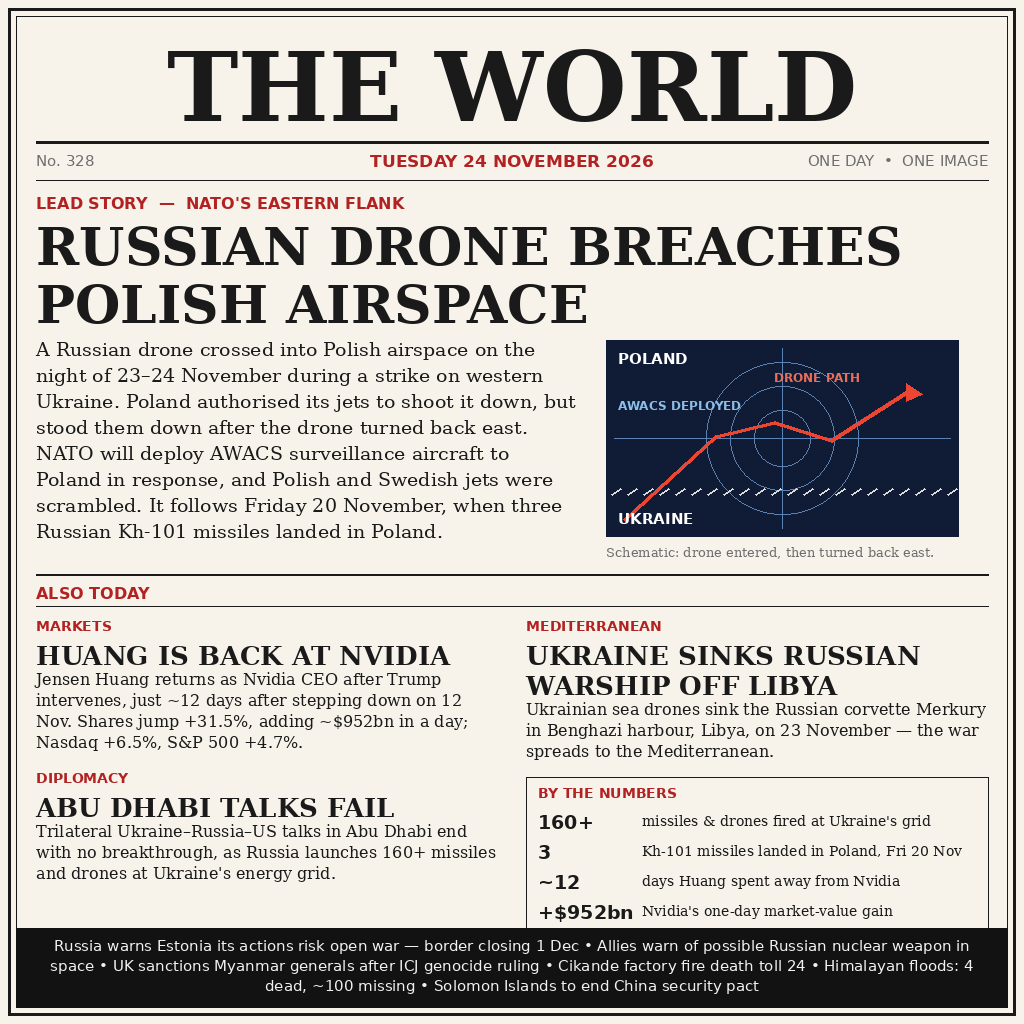 THE WORLD
No. 328
TUESDAY 24 NOVEMBER 2026
ONE DAY • ONE IMAGE
LEAD STORY — NATO'S EASTERN FLANK
RUSSIAN DRONE BREACHES
POLISH AIRSPACE
A Russian drone crossed into Polish airspace on the
night of 23–24 November during a strike on western
Ukraine. Poland authorised its jets to shoot it down, but
stood them down after the drone turned back east.
NATO will deploy AWACS surveillance aircraft to
Poland in response, and Polish and Swedish jets were
scrambled. It follows Friday 20 November, when three
Russian Kh-101 missiles landed in Poland.
POLAND
DRONE PATH
AWACS DEPLOYED
UKRAINE
Schematic: drone entered, then turned back east.
ALSO TODAY
MARKETS
HUANG IS BACK AT NVIDIA
Jensen Huang returns as Nvidia CEO after Trump
intervenes, just ~12 days after stepping down on 12
Nov. Shares jump +31.5%, adding ~$952bn in a day;
Nasdaq +6.5%, S&P 500 +4.7%.
DIPLOMACY
ABU DHABI TALKS FAIL
Trilateral Ukraine–Russia–US talks in Abu Dhabi end
with no breakthrough, as Russia launches 160+ missiles
and drones at Ukraine's energy grid.
MEDITERRANEAN
UKRAINE SINKS RUSSIAN
WARSHIP OFF LIBYA
Ukrainian sea drones sink the Russian corvette Merkury
in Benghazi harbour, Libya, on 23 November — the war
spreads to the Mediterranean.
BY THE NUMBERS
160+ missiles & drones fired at Ukraine's grid
3 Kh-101 missiles landed in Poland, Fri 20 Nov
~12 days Huang spent away from Nvidia
+$952bn Nvidia's one-day market-value gain
Russia warns Estonia its actions risk open war — border closing 1 Dec • Allies warn of possible Russian nuclear weapon in
space • UK sanctions Myanmar generals after ICJ genocide ruling • Cikande factory fire death toll 24 • Himalayan floods: 4
dead, ~100 missing • Solomon Islands to end China security pact